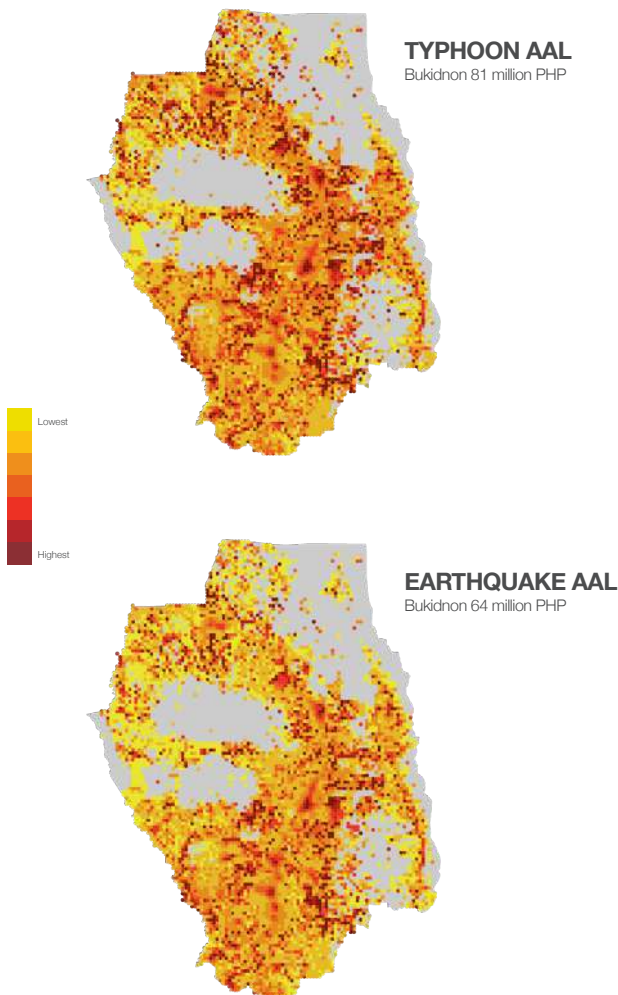 TYPHOON AAL
Bukidnon 81 million PHP
Lowest
Highest
EARTHQUAKE AAL
Bukidnon 64 million PHP